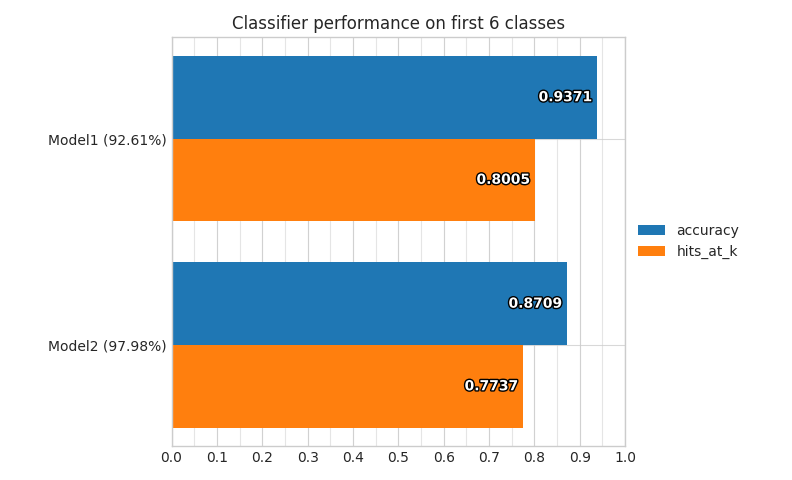 Classifier performance on first 6 classes
Model1 (92.61%)
0.9371
0.8005
Model2 (97.98%)
0.8709
0.7737
accuracy
hits_at_k
0.0 0.1 0.2 0.3 0.4 0.5 0.6 0.7 0.8 0.9 1.0